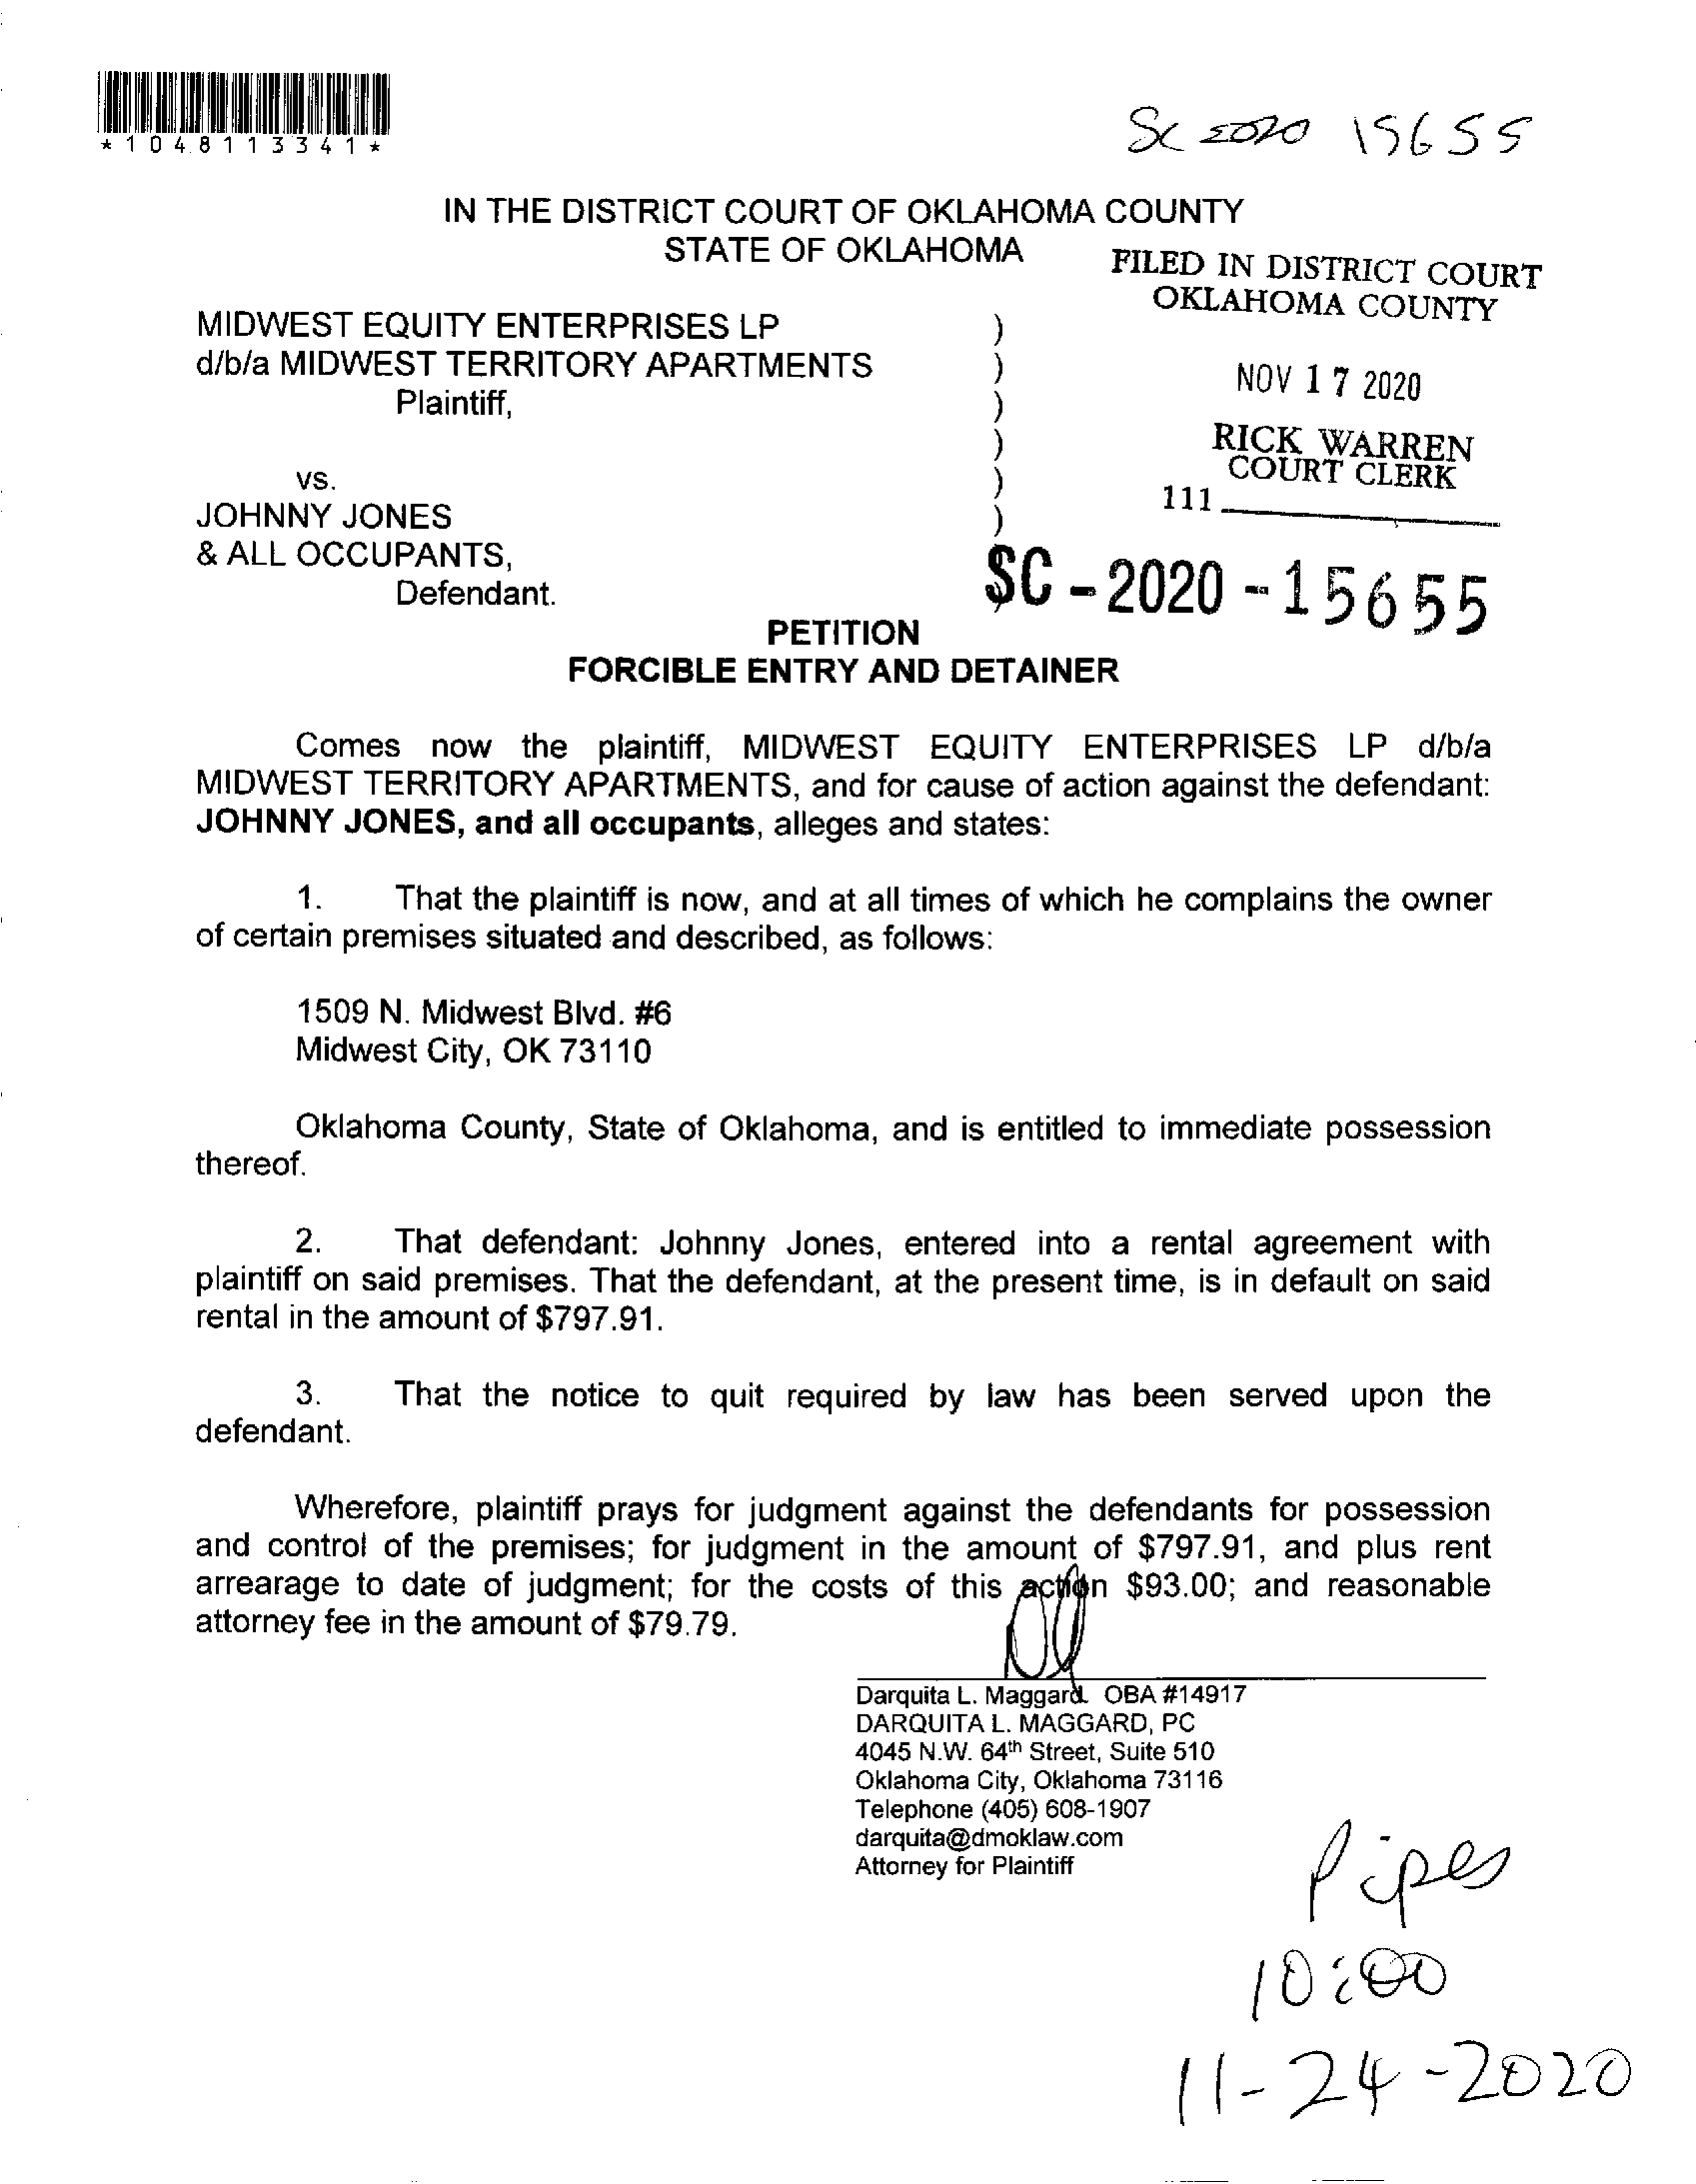 *1048113341*
SC 2020 15655
IN THE DISTRICT COURT OF OKLAHOMA COUNTY
STATE OF OKLAHOMA
FILED IN DISTRICT COURT
OKLAHOMA COUNTY
NOV 17 2020
RICK WARREN
COURT CLERK
111
MIDWEST EQUITY ENTERPRISES LP )
d/b/a MIDWEST TERRITORY APARTMENTS )
Plaintiff, )
)
vs. )
JOHNNY JONES )
& ALL OCCUPANTS,
Defendant.
SC-2020-15655
PETITION
FORCIBLE ENTRY AND DETAINER
Comes now the plaintiff, MIDWEST EQUITY ENTERPRISES LP d/b/a
MIDWEST TERRITORY APARTMENTS, and for cause of action against the defendant:
JOHNNY JONES, and all occupants, alleges and states:
1. That the plaintiff is now, and at all times of which he complains the owner
of certain premises situated and described, as follows:
1509 N. Midwest Blvd. #6
Midwest City, OK 73110
Oklahoma County, State of Oklahoma, and is entitled to immediate possession
thereof.
2. That defendant: Johnny Jones, entered into a rental agreement with
plaintiff on said premises. That the defendant, at the present time, is in default on said
rental in the amount of $797.91.
3. That the notice to quit required by law has been served upon the
defendant.
Wherefore, plaintiff prays for judgment against the defendants for possession
and control of the premises; for judgment in the amount of $797.91, and plus rent
arrearage to date of judgment; for the costs of this action $93.00; and reasonable
attorney fee in the amount of $79.79.
Darquita L. Maggard OBA #14917
DARQUITA L. MAGGARD, PC
4045 N.W. 64th Street, Suite 510
Oklahoma City, Oklahoma 73116
Telephone (405) 608-1907
darquita@dmoklaw.com
Attorney for Plaintiff
Pipes
10:00
11-24-2020